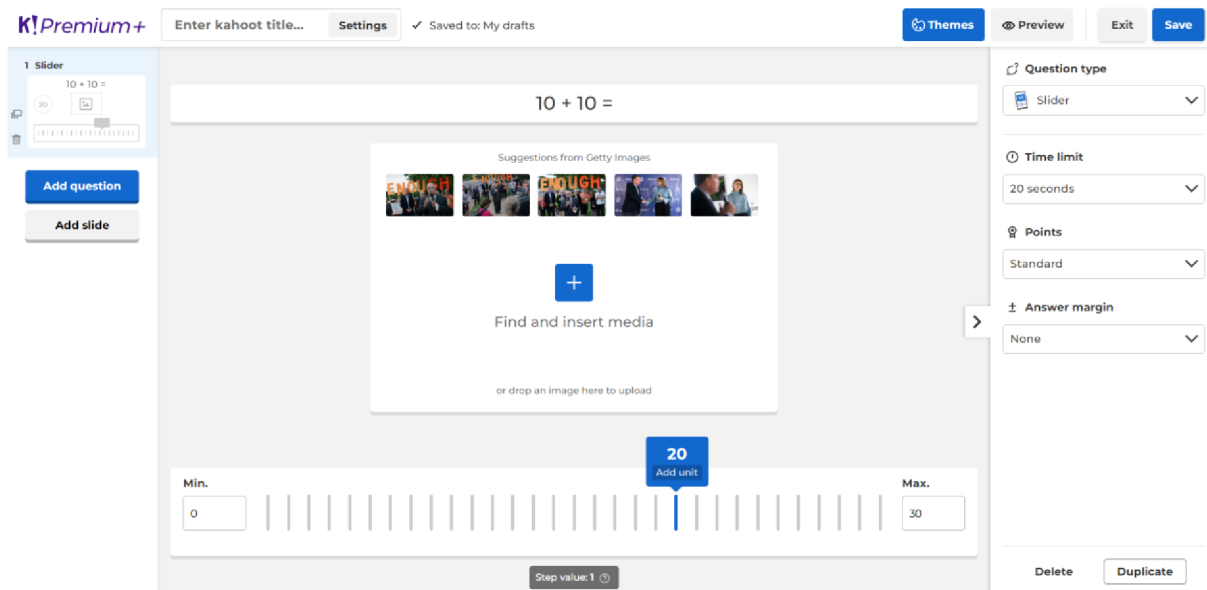 K!Premium+
Enter kahoot title...
Settings
Saved to: My drafts
Themes
Preview
Exit
Save
1 Slider
10 + 10 =
20
Add question
Add slide
10 + 10 =
Suggestions from Getty Images
ENOUGH
ENOUGH
Find and insert media
or drop an image here to upload
20
Add unit
Min.
0
Max.
30
Step value: 1
Question type
Slider
Time limit
20 seconds
Points
Standard
Answer margin
None
Delete
Duplicate